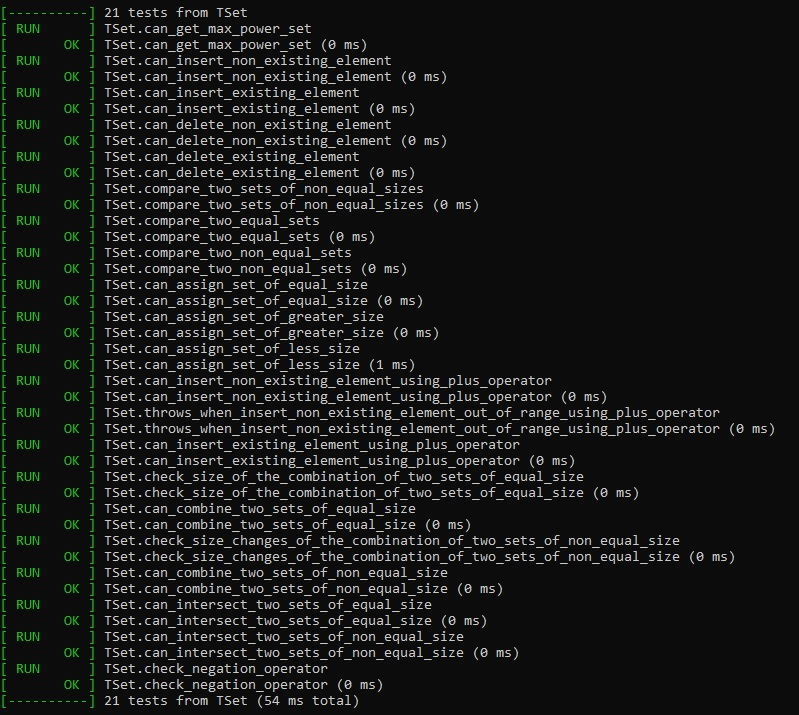 [----------] 21 tests from TSet
[ RUN      ] TSet.can_get_max_power_set
[       OK ] TSet.can_get_max_power_set (0 ms)
[ RUN      ] TSet.can_insert_non_existing_element
[       OK ] TSet.can_insert_non_existing_element (0 ms)
[ RUN      ] TSet.can_insert_existing_element
[       OK ] TSet.can_insert_existing_element (0 ms)
[ RUN      ] TSet.can_delete_non_existing_element
[       OK ] TSet.can_delete_non_existing_element (0 ms)
[ RUN      ] TSet.can_delete_existing_element
[       OK ] TSet.can_delete_existing_element (0 ms)
[ RUN      ] TSet.compare_two_sets_of_non_equal_sizes
[       OK ] TSet.compare_two_sets_of_non_equal_sizes (0 ms)
[ RUN      ] TSet.compare_two_equal_sets
[       OK ] TSet.compare_two_equal_sets (0 ms)
[ RUN      ] TSet.compare_two_non_equal_sets
[       OK ] TSet.compare_two_non_equal_sets (0 ms)
[ RUN      ] TSet.can_assign_set_of_equal_size
[       OK ] TSet.can_assign_set_of_equal_size (0 ms)
[ RUN      ] TSet.can_assign_set_of_greater_size
[       OK ] TSet.can_assign_set_of_greater_size (0 ms)
[ RUN      ] TSet.can_assign_set_of_less_size
[       OK ] TSet.can_assign_set_of_less_size (1 ms)
[ RUN      ] TSet.can_insert_non_existing_element_using_plus_operator
[       OK ] TSet.can_insert_non_existing_element_using_plus_operator (0 ms)
[ RUN      ] TSet.throws_when_insert_non_existing_element_out_of_range_using_plus_operator
[       OK ] TSet.throws_when_insert_non_existing_element_out_of_range_using_plus_operator (0 ms)
[ RUN      ] TSet.can_insert_existing_element_using_plus_operator
[       OK ] TSet.can_insert_existing_element_using_plus_operator (0 ms)
[ RUN      ] TSet.check_size_of_the_combination_of_two_sets_of_equal_size
[       OK ] TSet.check_size_of_the_combination_of_two_sets_of_equal_size (0 ms)
[ RUN      ] TSet.can_combine_two_sets_of_equal_size
[       OK ] TSet.can_combine_two_sets_of_equal_size (0 ms)
[ RUN      ] TSet.check_size_changes_of_the_combination_of_two_sets_of_non_equal_size
[       OK ] TSet.check_size_changes_of_the_combination_of_two_sets_of_non_equal_size (0 ms)
[ RUN      ] TSet.can_combine_two_sets_of_non_equal_size
[       OK ] TSet.can_combine_two_sets_of_non_equal_size (0 ms)
[ RUN      ] TSet.can_intersect_two_sets_of_equal_size
[       OK ] TSet.can_intersect_two_sets_of_equal_size (0 ms)
[ RUN      ] TSet.can_intersect_two_sets_of_non_equal_size
[       OK ] TSet.can_intersect_two_sets_of_non_equal_size (0 ms)
[ RUN      ] TSet.check_negation_operator
[       OK ] TSet.check_negation_operator (0 ms)
[----------] 21 tests from TSet (54 ms total)